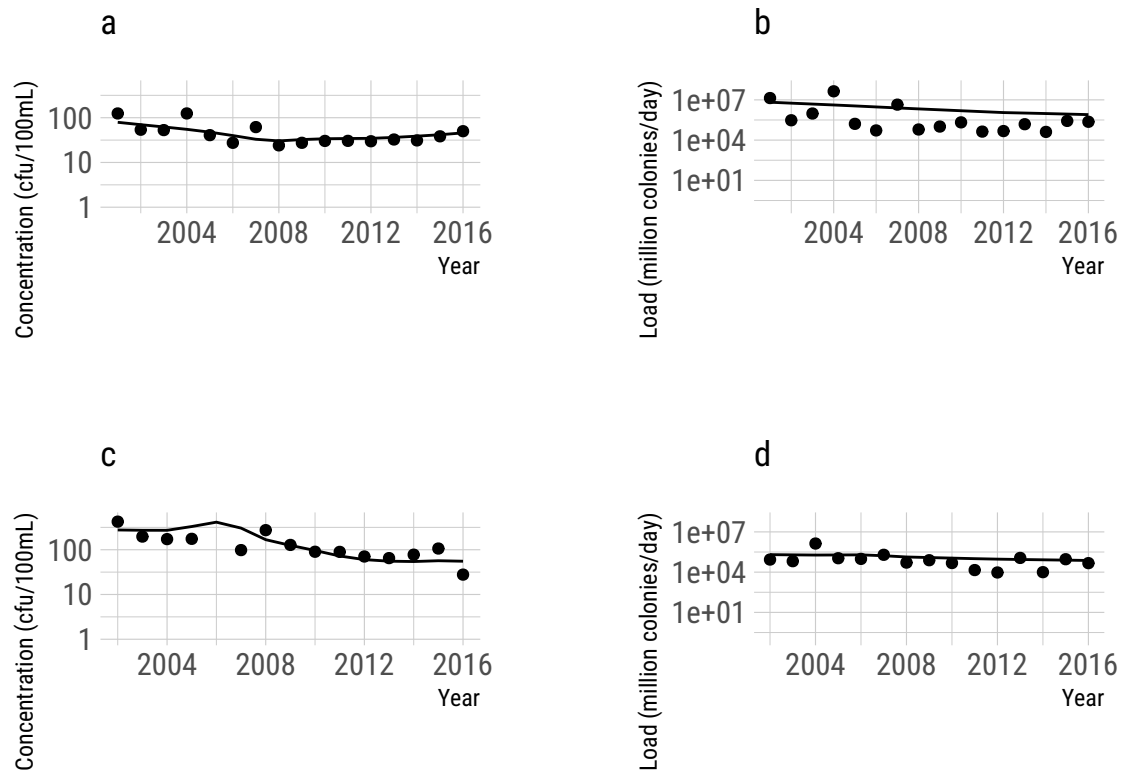 a
Concentration (cfu/100mL)
100
10
1
2004 2008 2012 2016
Year
b
Load (million colonies/day)
1e+07
1e+04
1e+01
2004 2008 2012 2016
Year
c
Concentration (cfu/100mL)
100
10
1
2004 2008 2012 2016
Year
d
Load (million colonies/day)
1e+07
1e+04
1e+01
2004 2008 2012 2016
Year